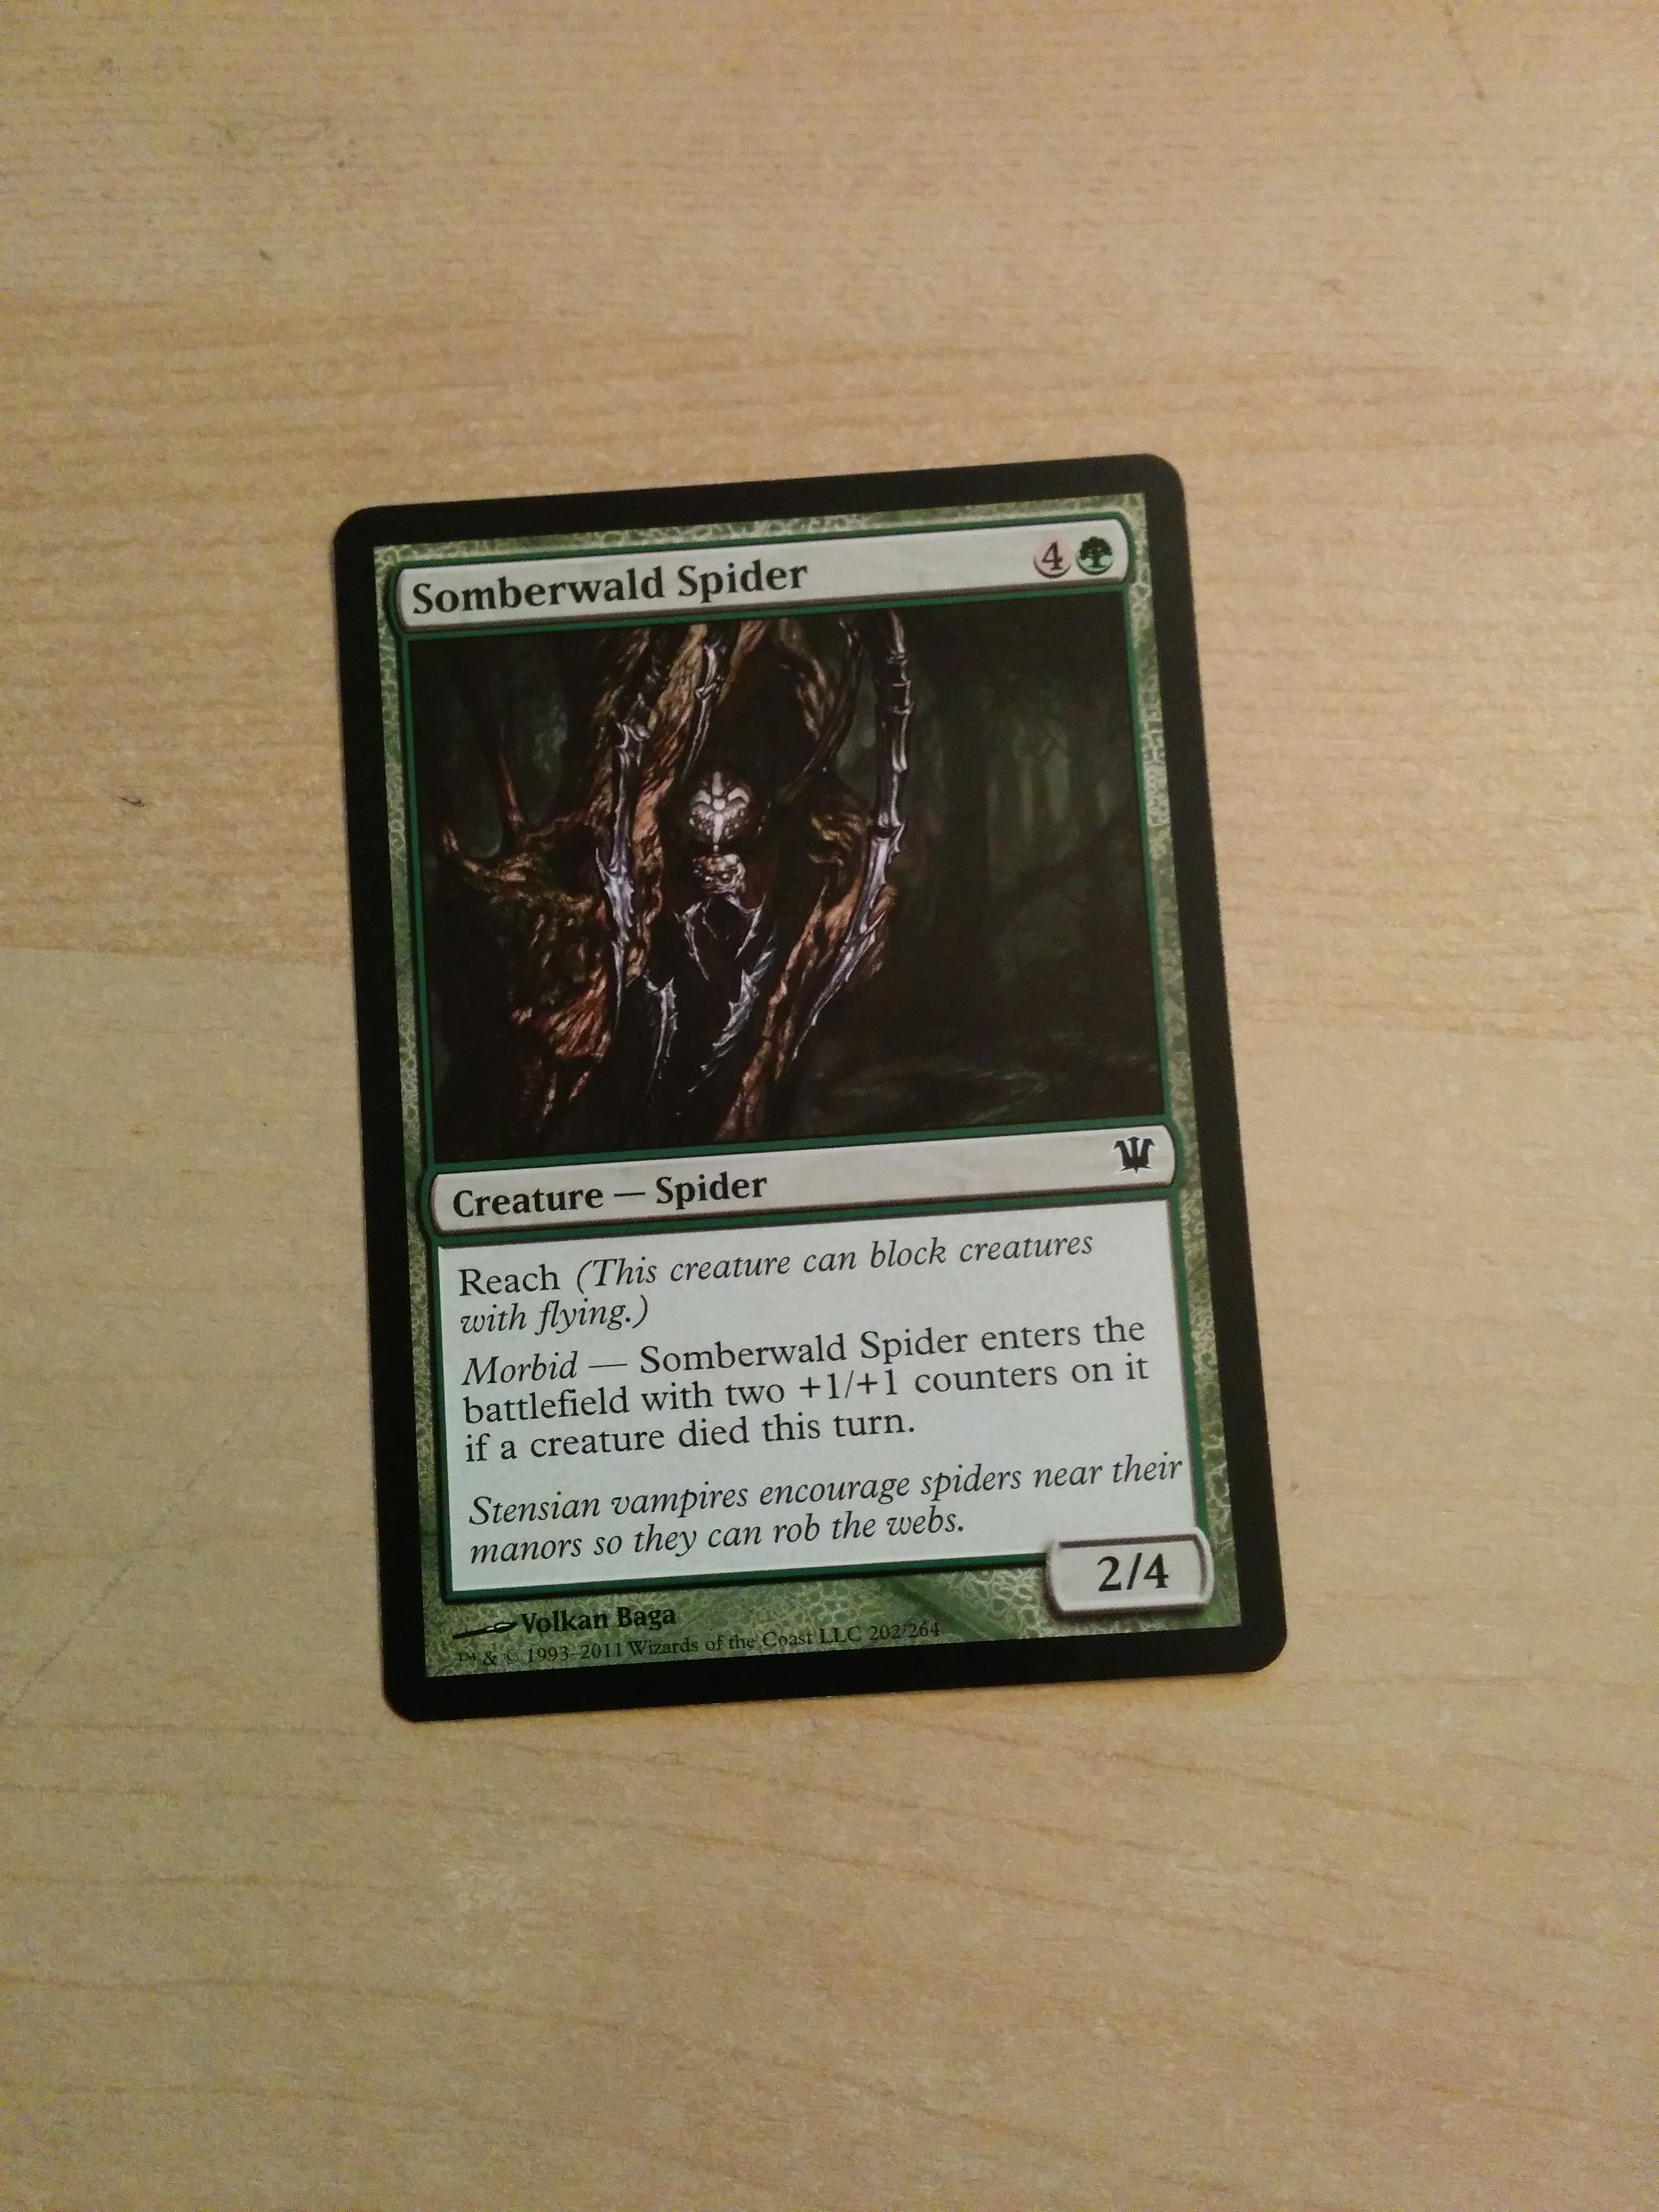 Somberwald Spider 4
Creature — Spider
Reach (This creature can block creatures
with flying.)
Morbid — Somberwald Spider enters the
battlefield with two +1/+1 counters on it
if a creature died this turn.
Stensian vampires encourage spiders near their
manors so they can rob the webs.
2/4
Volkan Baga
™ & © 1993–2011 Wizards of the Coast LLC 202/264